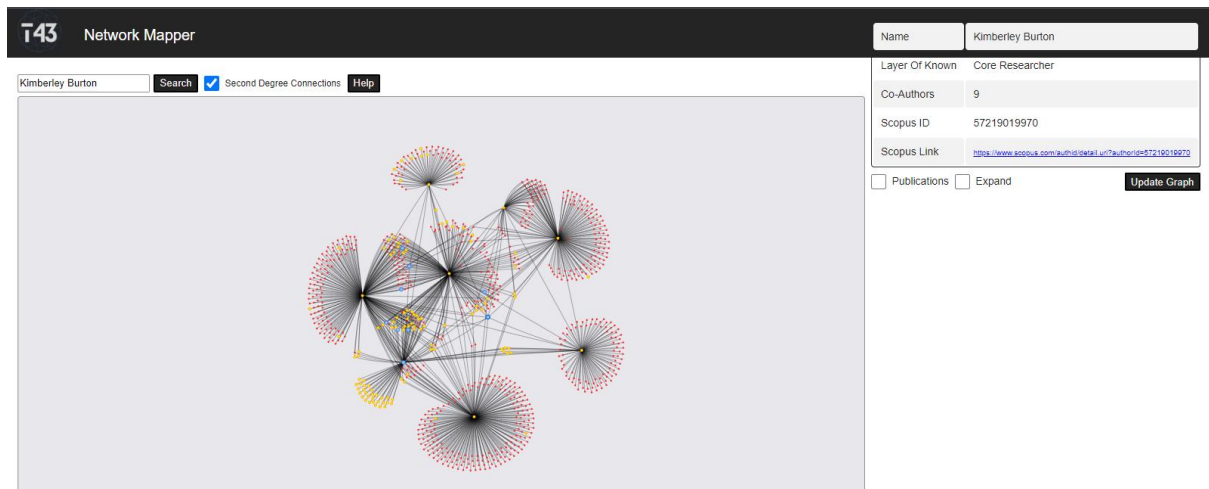 T43 Network Mapper
Kimberley Burton Search Second Degree Connections Help
Name Kimberley Burton
Layer Of Known Core Researcher
Co-Authors 9
Scopus ID 57219019970
Scopus Link https://www.scopus.com/authid/detail.uri?authorId=57219019970
Publications Expand Update Graph